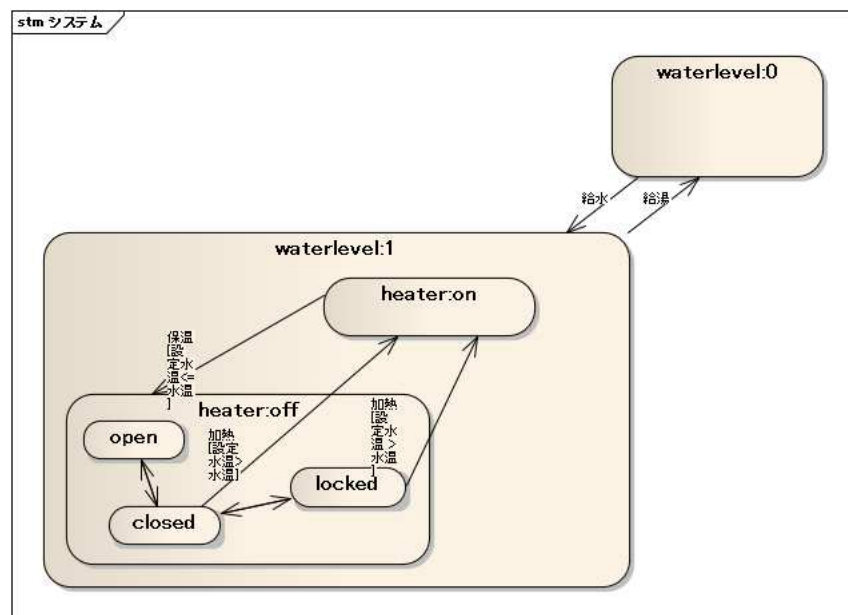 stm システム
waterlevel:0
給水
給湯
waterlevel:1
heater:on
保温
[設
定水
温<=
水温
]
heater:off
加熱
[設
定水
温>
水温
]
open
加熱
[設定
水温>
水温]
locked
closed